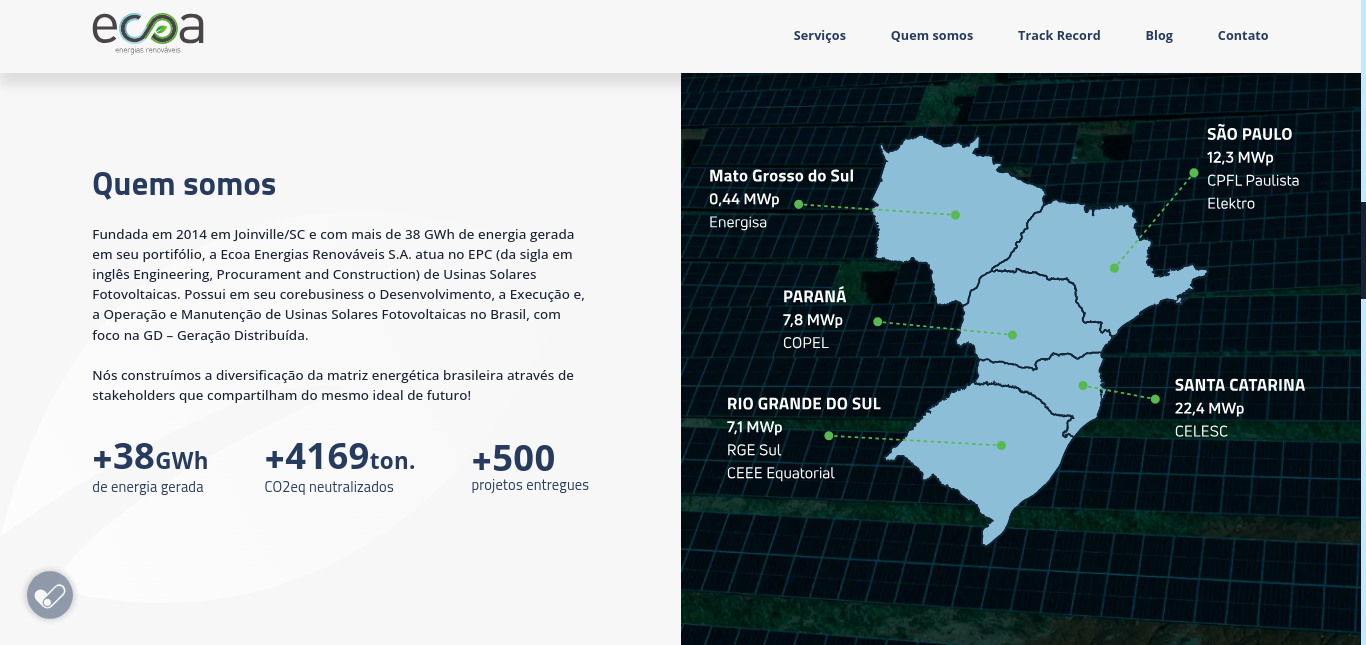 ecoa
energias renováveis
Serviços
Quem somos
Track Record
Blog
Contato
Quem somos
Fundada em 2014 em Joinville/SC e com mais de 38 GWh de energia gerada
em seu portifólio, a Ecoa Energias Renováveis S.A. atua no EPC (da sigla em
inglês Engineering, Procurament and Construction) de Usinas Solares
Fotovoltaicas. Possui em seu corebusiness o Desenvolvimento, a Execução e,
a Operação e Manutenção de Usinas Solares Fotovoltaicas no Brasil, com
foco na GD – Geração Distribuída.
Nós construímos a diversificação da matriz energética brasileira através de
stakeholders que compartilham do mesmo ideal de futuro!
+38GWh
de energia gerada
+4169ton.
CO2eq neutralizados
+500
projetos entregues
SÃO PAULO
12,3 MWp
CPFL Paulista
Elektro
Mato Grosso do Sul
0,44 MWp
Energisa
PARANÁ
7,8 MWp
COPEL
SANTA CATARINA
22,4 MWp
CELESC
RIO GRANDE DO SUL
7,1 MWp
RGE Sul
CEEE Equatorial